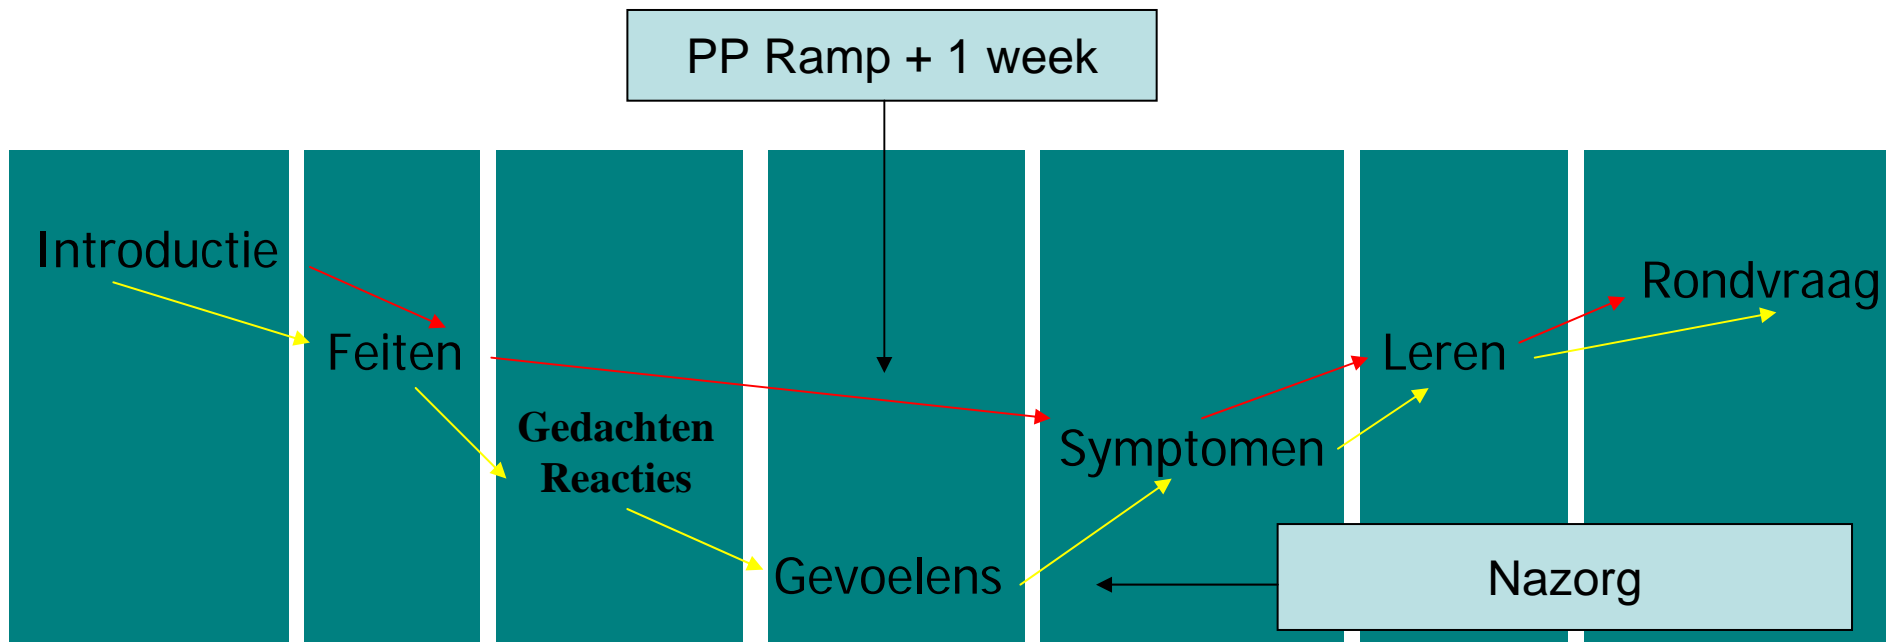 PP Ramp + 1 week
Introductie
Feiten
Gedachten
Reacties
Gevoelens
Symptomen
Leren
Rondvraag
Nazorg